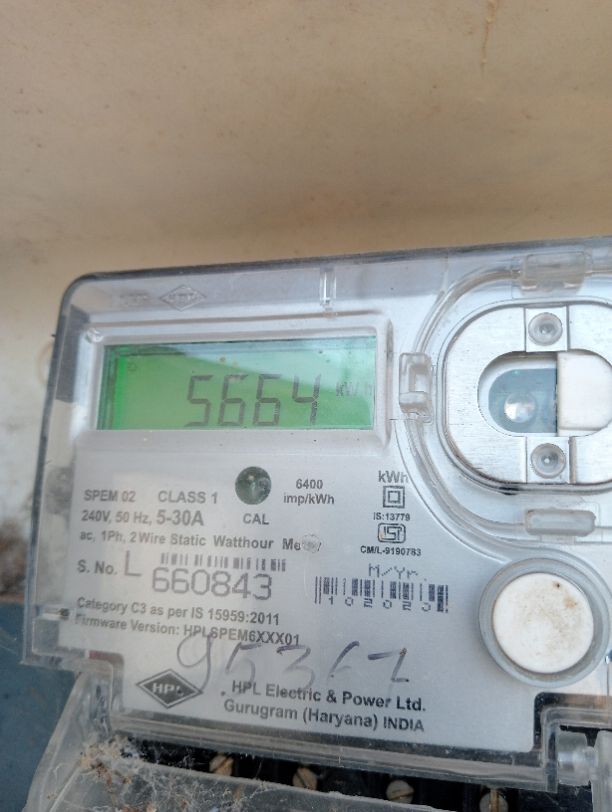 5664 kWh
SPEM 02 CLASS 1
6400 imp/kWh
kWh
240V, 50 Hz, 5-30A
CAL
IS:13779
ac, 1Ph, 2 Wire Static Watthour Meter
CM/L-9190783
S. No. L 660843
M/Yr.
Category C3 as per IS 15959:2011
Firmware Version: HPLSPEM6XXX01
HPL
HPL Electric & Power Ltd.
Gurugram (Haryana) INDIA